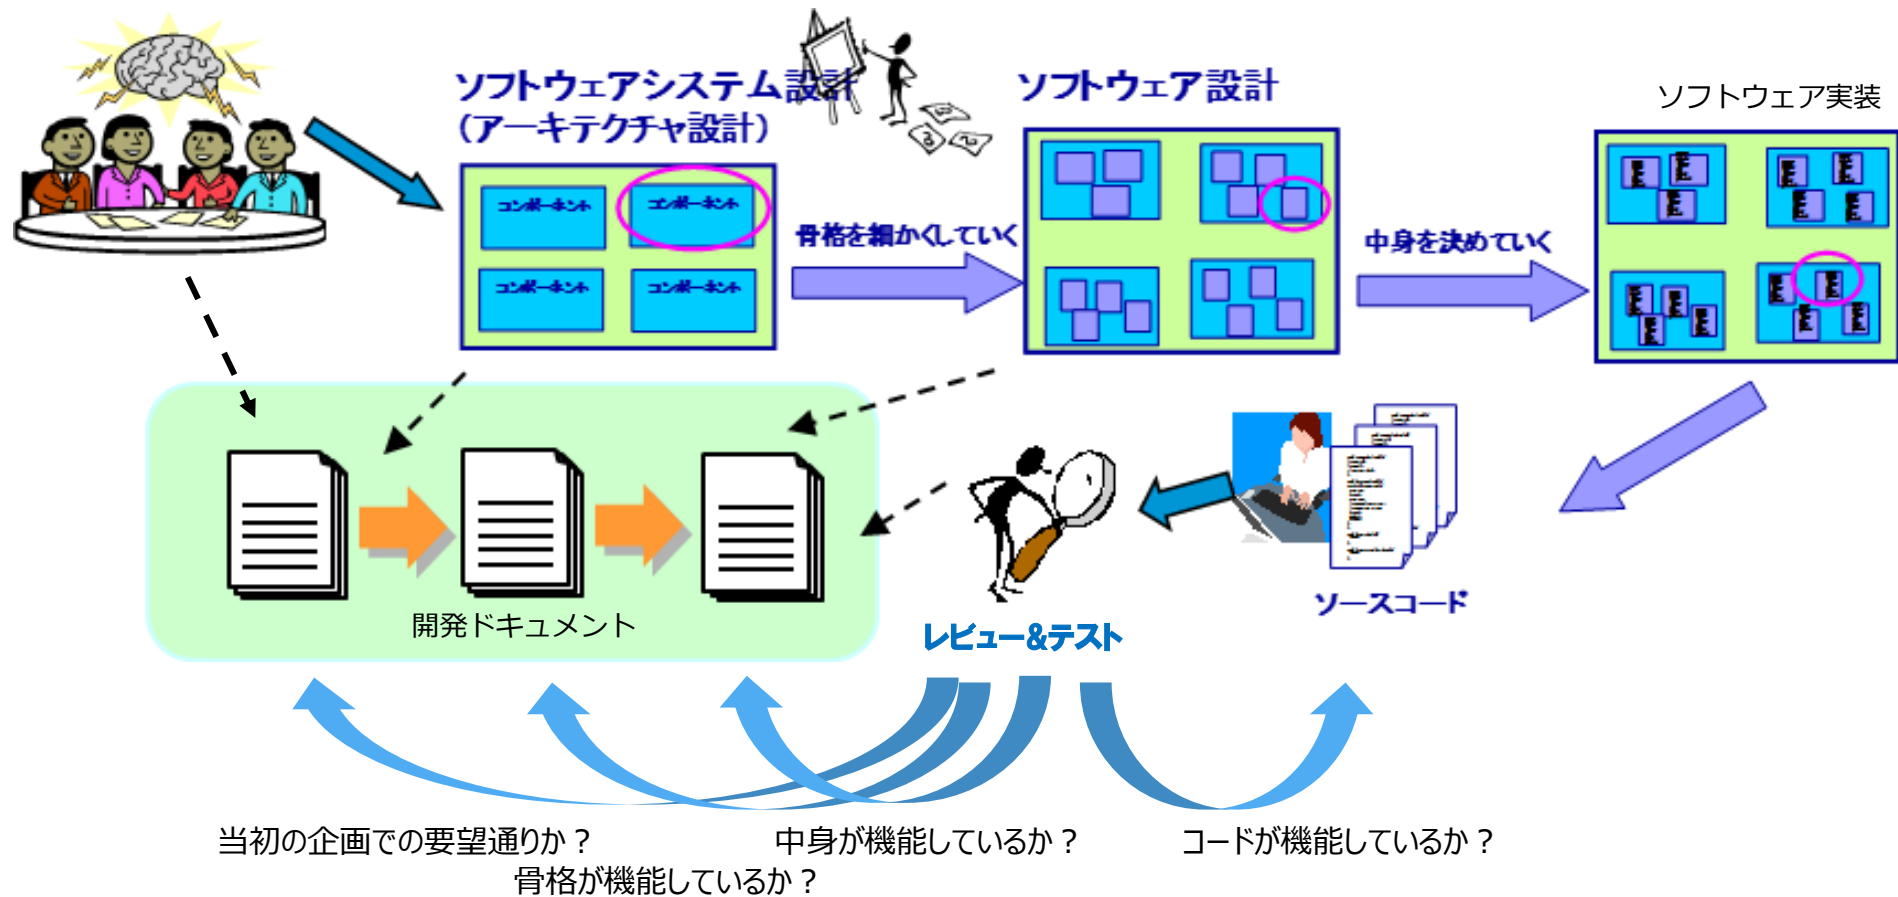 ソフトウェアシステム設計
(アーキテクチャ設計)
ソフトウェア設計
ソフトウェア実装
コンポーネント
コンポーネント
コンポーネント
コンポーネント
骨格を細かくしていく
中身を決めていく
開発ドキュメント
レビュー&テスト
ソースコード
当初の企画での要望通りか？
中身が機能しているか？
コードが機能しているか？
骨格が機能しているか？